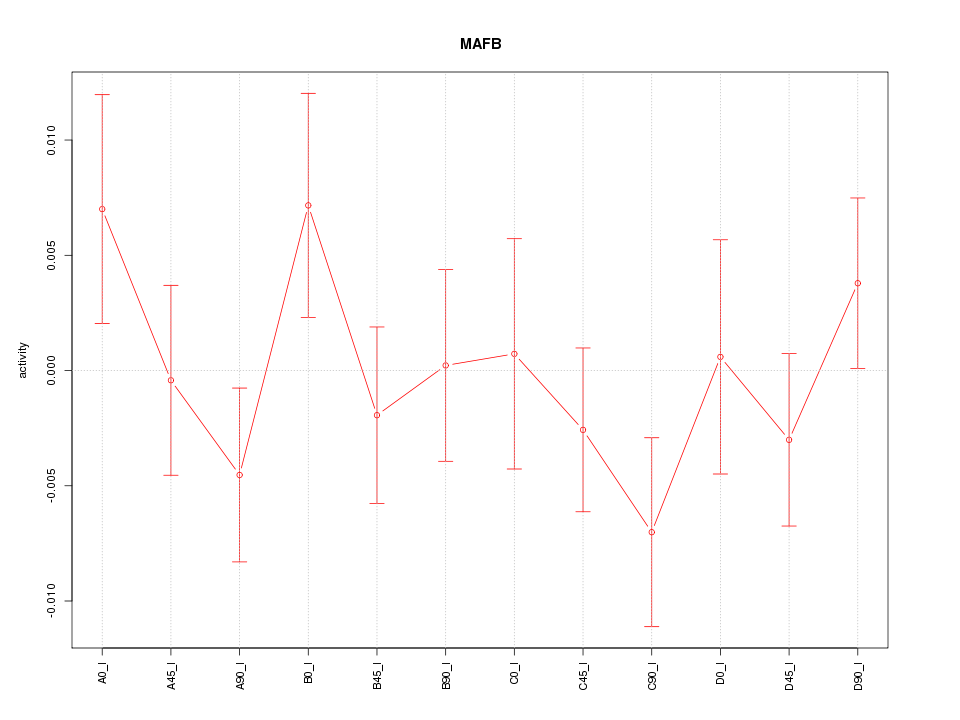 MAFB
activity
0.010
0.005
0.000
-0.005
-0.010
A0_I
A45_I
A90_I
B0_I
B45_I
B90_I
C0_I
C45_I
C90_I
D0_I
D45_I
D90_I